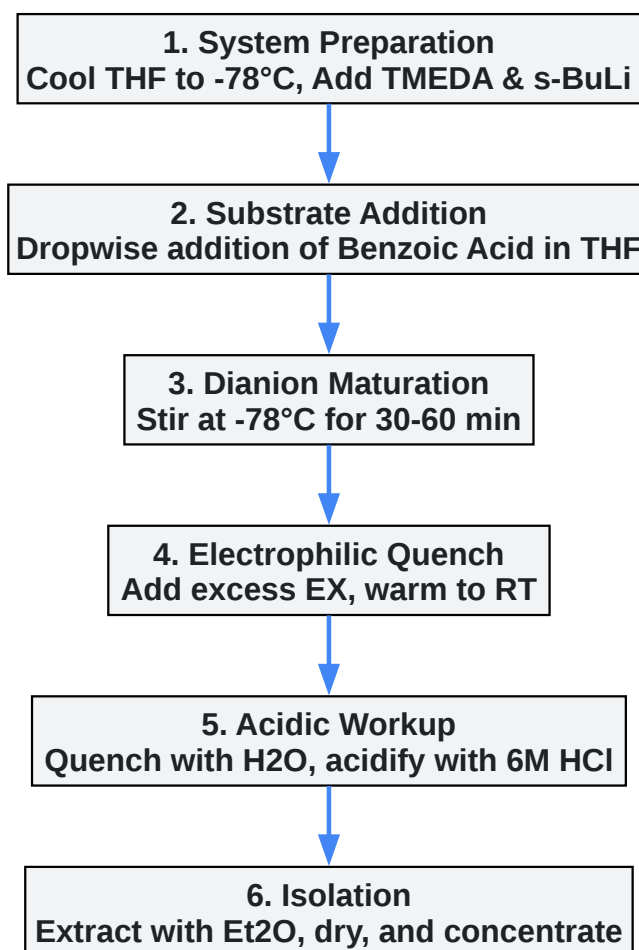 1. System Preparation
Cool THF to -78°C, Add TMEDA & s-BuLi
2. Substrate Addition
Dropwise addition of Benzoic Acid in THF
3. Dianion Maturation
Stir at -78°C for 30-60 min
4. Electrophilic Quench
Add excess EX, warm to RT
5. Acidic Workup
Quench with H2O, acidify with 6M HCl
6. Isolation
Extract with Et2O, dry, and concentrate